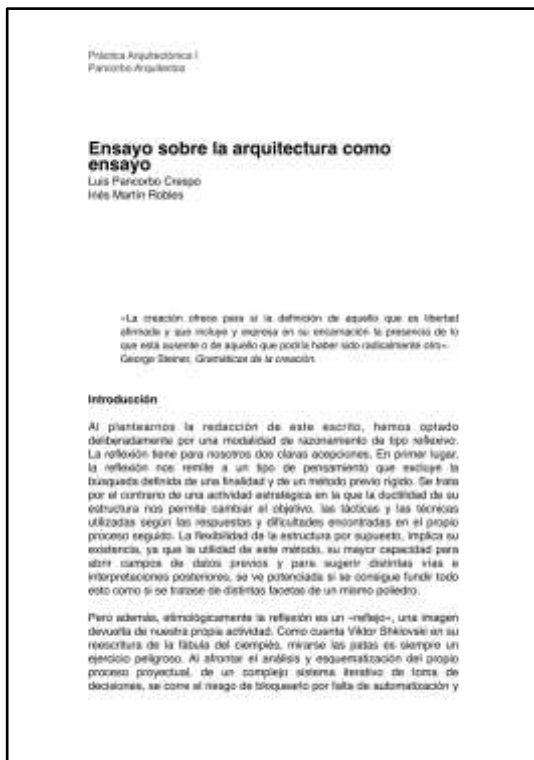 Práctica Arquitectónica I
Pancorbo Arquitectos
Ensayo sobre la arquitectura como
ensayo
Luis Pancorbo Crespo
Inés Martín Robles
«La creación ofrece para sí la definición de aquello que es libertad
afirmada y que incluye y expresa en su encarnación la presencia de lo
que está ausente o de aquello que podría haber sido radicalmente otro».
George Steiner, Gramáticas de la creación.
Introducción
Al plantearnos la redacción de este escrito, hemos optado
deliberadamente por una modalidad de razonamiento de tipo reflexivo.
La reflexión tiene para nosotros dos claras acepciones. En primer lugar,
la reflexión nos remite a un tipo de pensamiento que excluye la
búsqueda definida de una finalidad y de un método previo rígido. Se trata
por el contrario de una actividad estratégica en la que la ductilidad de su
estructura nos permite cambiar el objetivo, las tácticas y las técnicas
utilizadas según las respuestas y dificultades encontradas en el propio
proceso seguido. La flexibilidad de la estructura por supuesto, implica su
existencia, ya que la utilidad de este método, su mayor capacidad para
abrir campos de datos previos y para sugerir distintas vías e
interpretaciones posteriores, se ve potenciada si se consigue fundir todo
esto como si se tratase de distintas facetas de un mismo poliedro.
Pero además, etimológicamente la reflexión es un «reflejo», una imagen
devuelta de nuestra propia actividad. Como cuenta Viktor Shklovski en su
reescritura de la fábula del ciempiés, mirarse las patas es siempre un
ejercicio peligroso. Al afrontar el análisis y esquematización del propio
proceso proyectual, de un complejo sistema iterativo de toma de
decisiones, se corre el riesgo de bloquearlo por falta de automatización y